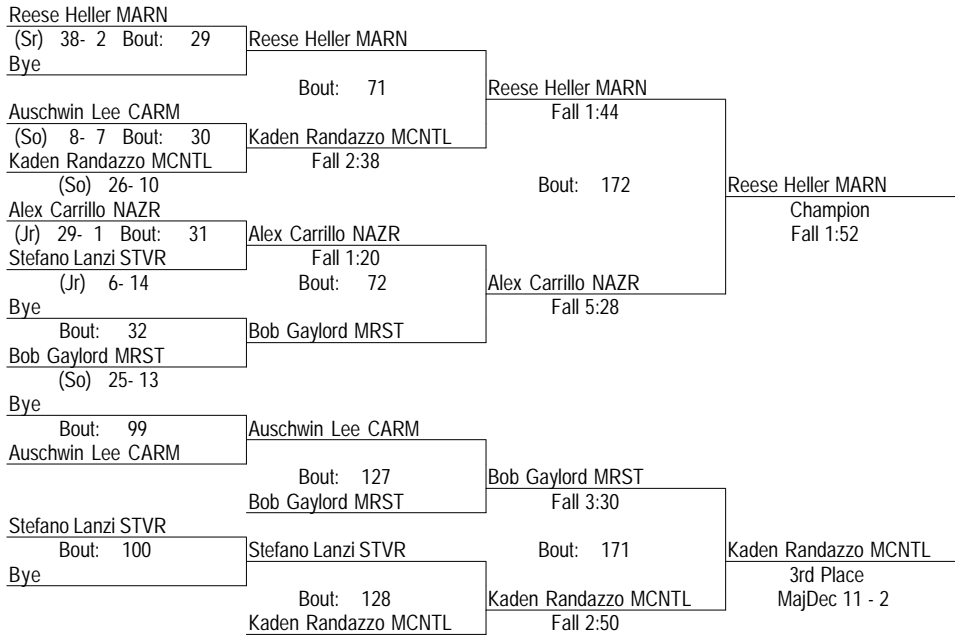 Reese Heller MARN
(Sr) 38- 2 Bout: 29
Reese Heller MARN
Bye
Bout: 71
Reese Heller MARN
Auschwin Lee CARM
Fall 1:44
(So) 8- 7 Bout: 30
Kaden Randazzo MCNTL
Kaden Randazzo MCNTL
Fall 2:38
(So) 26- 10
Bout: 172
Reese Heller MARN
Alex Carrillo NAZR
Champion
(Jr) 29- 1 Bout: 31
Alex Carrillo NAZR
Fall 1:52
Stefano Lanzi STVR
Fall 1:20
(Jr) 6- 14
Bout: 72
Alex Carrillo NAZR
Bye
Fall 5:28
Bout: 32
Bob Gaylord MRST
Bob Gaylord MRST
(So) 25- 13
Bye
Bout: 99
Auschwin Lee CARM
Auschwin Lee CARM
Bout: 127
Bob Gaylord MRST
Bob Gaylord MRST
Fall 3:30
Stefano Lanzi STVR
Bout: 100
Stefano Lanzi STVR
Bout: 171
Kaden Randazzo MCNTL
Bye
3rd Place
Bout: 128
Kaden Randazzo MCNTL
MajDec 11 - 2
Kaden Randazzo MCNTL
Fall 2:50